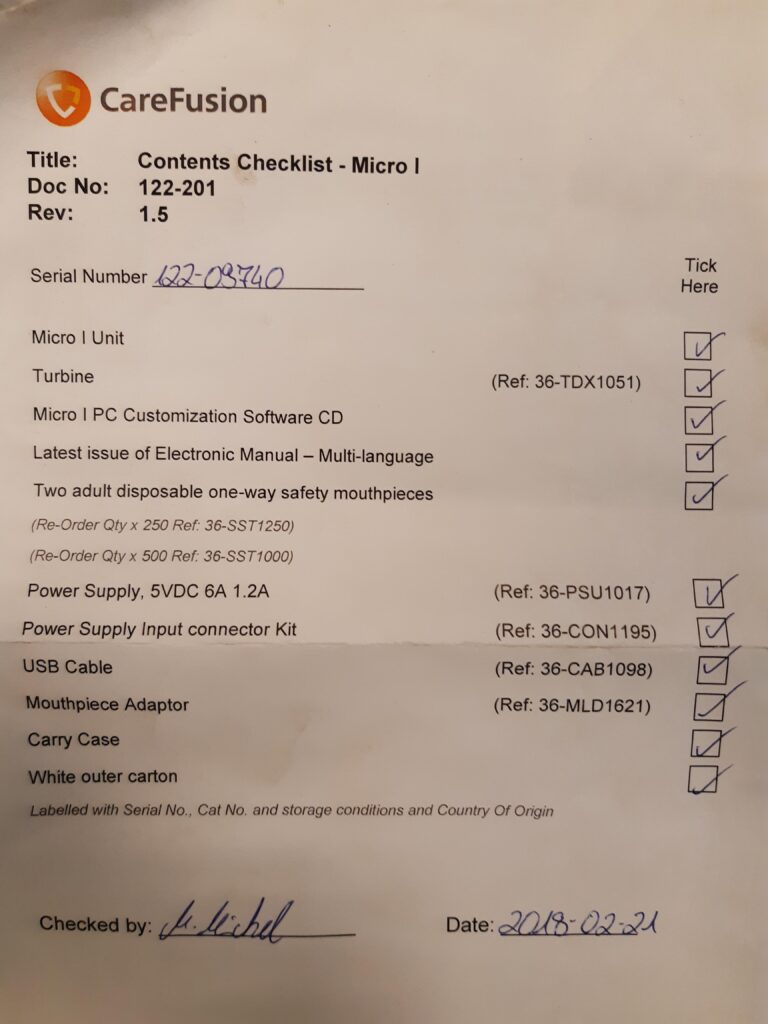 CareFusion
Title: Contents Checklist - Micro I
Doc No: 122-201
Rev: 1.5
Serial Number 122-09740
Tick
Here
Micro I Unit
Turbine (Ref: 36-TDX1051)
Micro I PC Customization Software CD
Latest issue of Electronic Manual – Multi-language
Two adult disposable one-way safety mouthpieces
(Re-Order Qty x 250 Ref: 36-SST1250)
(Re-Order Qty x 500 Ref: 36-SST1000)
Power Supply, 5VDC 6A 1.2A (Ref: 36-PSU1017)
Power Supply Input connector Kit (Ref: 36-CON1195)
USB Cable (Ref: 36-CAB1098)
Mouthpiece Adaptor (Ref: 36-MLD1621)
Carry Case
White outer carton
Labelled with Serial No., Cat No. and storage conditions and Country Of Origin
Checked by: M. Michel Date: 2018-02-21